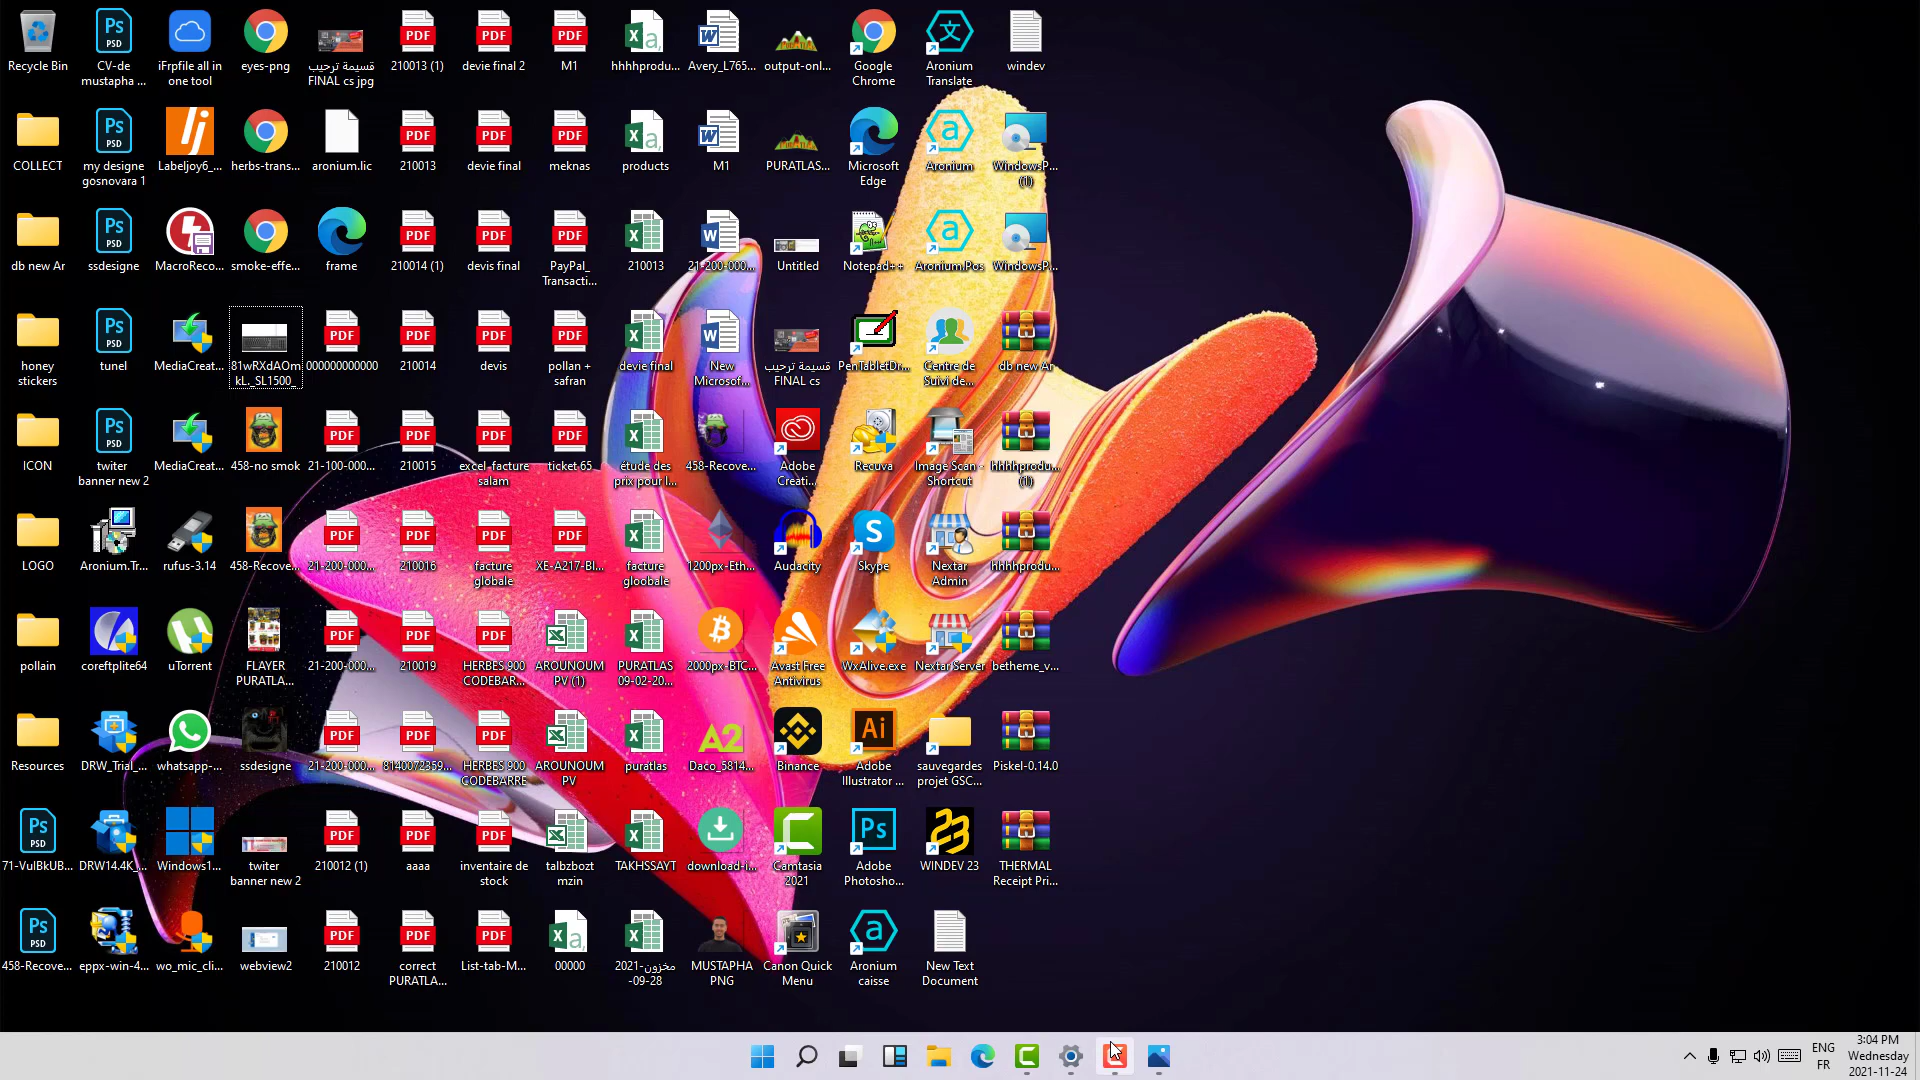 Recycle Bin
CV-de
mustapha ...
iFrpfile all in
one tool
eyes-png
قسيمة ترحيب
FINAL cs jpg
210013 (1)
devie final 2
M1
hhhhprodu...
Avery_L765...
output-onl...
Google
Chrome
Aronium
Translate
windev
COLLECT
my designe
gosnovara 1
Labeljoy6_...
herbs-trans...
aronium.lic
210013
devie final
meknas
products
M1
PURATLAS...
Microsoft
Edge
Aronium
WindowsP...
(1)
db new Ar
ssdesigne
MacroReco...
smoke-effe...
frame
210014 (1)
devis final
PayPal_
Transacti...
210013
21-200-000...
Untitled
Notepad++
Aronium.Pos
WindowsP...
honey
stickers
tunel
MediaCreat...
81wRXdAOm
kL._SL1500_
000000000000
210014
devis
pollan +
safran
devie final
New
Microsof...
قسيمة ترحيب
FINAL cs
PenTabletDr...
Centre de
Suivi de...
db new Ar
ICON
twiter
banner new 2
MediaCreat...
458-no smok
21-100-000...
210015
excel-facture
salam
ticket 65
étude des
prix pour l...
458-Recove...
Adobe
Creati...
Recuva
Image Scan -
Shortcut
hhhhprodu...
(1)
LOGO
Aronium.Tr...
rufus-3.14
458-Recove...
21-200-000...
210016
facture
globale
XE-A217-Bl...
facture
gloobale
1200px-Eth...
Audacity
Skype
Nextar
Admin
hhhhprodu...
pollain
coreftplite64
uTorrent
FLAYER
PURATLA...
21-200-000...
210019
HERBES 900
CODEBAR...
AROUNOUM
PV (1)
PURATLAS
09-02-20...
2000px-BTC...
Avast Free
Antivirus
WxAlive.exe
Nextar Server
betheme_v...
Resources
DRW_Trial_...
whatsapp-...
ssdesigne
21-200-000...
8140072359...
HERBES 900
CODEBARRE
AROUNOUM
PV
puratlas
Daco_5814...
Binance
Adobe
Illustrator ...
sauvegardes
projet GSC...
Piskel-0.14.0
71-VulBkUB...
DRW14.4K_...
Windows1...
twiter
banner new 2
210012 (1)
aaaa
inventaire de
stock
talbzbozt
mzin
TAKHSSAYT
download-i...
Camtasia
2021
Adobe
Photosho...
WINDEV 23
THERMAL
Receipt Pri...
458-Recove...
eppx-win-4...
wo_mic_cli...
webview2
210012
correct
PURATLA...
List-tab-M...
00000
مخزون-2021
-09-28
MUSTAPHA
PNG
Canon Quick
Menu
Aronium
caisse
New Text
Document
ENG
FR
3:04 PM
Wednesday
2021-11-24